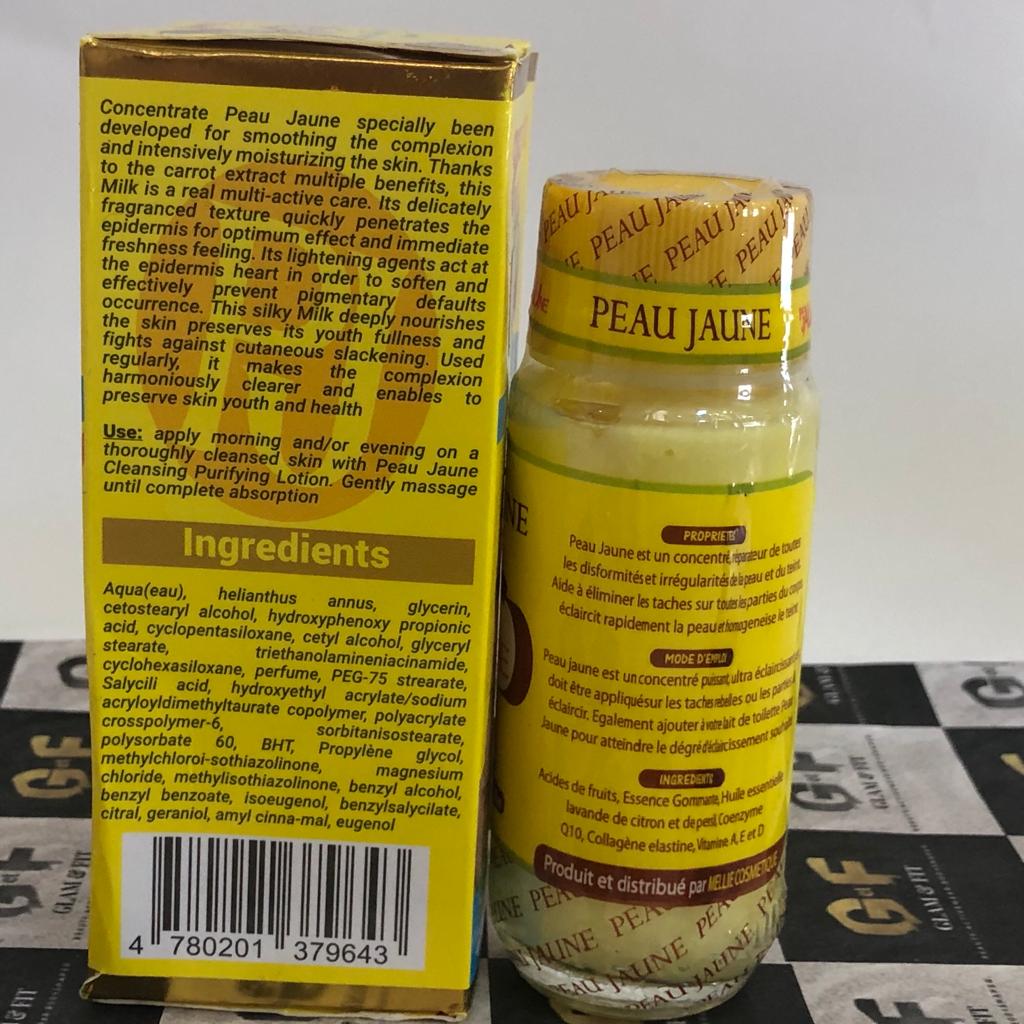 Concentrate Peau Jaune specially been
developed for smoothing the complexion
and intensively moisturizing the skin. Thanks
to the carrot extract multiple benefits, this
Milk is a real multi-active care. Its delicately
fragranced texture quickly penetrates the
epidermis for optimum effect and immediate
freshness feeling. Its lightening agents act at
the epidermis heart in order to soften and
effectively prevent pigmentary defaults
occurrence. This silky Milk deeply nourishes
the skin preserves its youth fullness and
fights against cutaneous slackening. Used
regularly, it makes the complexion
harmoniously clearer and enables to
preserve skin youth and health
Use: apply morning and/or evening on a
thoroughly cleansed skin with Peau Jaune
Cleansing Purifying Lotion. Gently massage
until complete absorption
Ingredients
Aqua(eau), helianthus annus, glycerin,
cetostearyl alcohol, hydroxyphenoxy propionic
acid, cyclopentasiloxane, cetyl alcohol, glyceryl
stearate, triethanolamineniacinamide,
cyclohexasiloxane, perfume, PEG-75 strearate,
Salycili acid, hydroxyethyl acrylate/sodium
acryloyldimethyltaurate copolymer, polyacrylate
crosspolymer-6, sorbitanisostearate,
polysorbate 60, BHT, Propylène glycol,
methylchloroi-sothiazolinone, magnesium
chloride, methylisothiazolinone, benzyl alcohol,
benzyl benzoate, isoeugenol, benzylsalycilate,
citral, geraniol, amyl cinna-mal, eugenol
4 780201 379643
PEAU JAUNE
PROPRIETES
Peau Jaune est un concentré réparateur de toutes
les disformités et irrégularités de la peau et du teint.
Aide à éliminer les taches sur toutes les parties du corps
éclaircit rapidement la peau et homogeneise le teint
MODE D'EMPLOI
Peau jaune est un concentré puissant, ultra éclaircissant
doit être appliquésur les taches rebelles ou les parties à
éclaircir. Egalement ajouter à votre lait de toilette Peau
Jaune pour atteindre le dégré d'éclaircissement souhaité
INGREDIENTS
Acides de fruits, Essence Gommante, Huile essentielle
lavande de citron et de persil, Coenzyme
Q10, Collagène elastine, Vitamine A, E et D
Produit et distribué par MELLIE COSMETIQUE
G&F
GLAM & FIT
G&F
GLAM & FIT